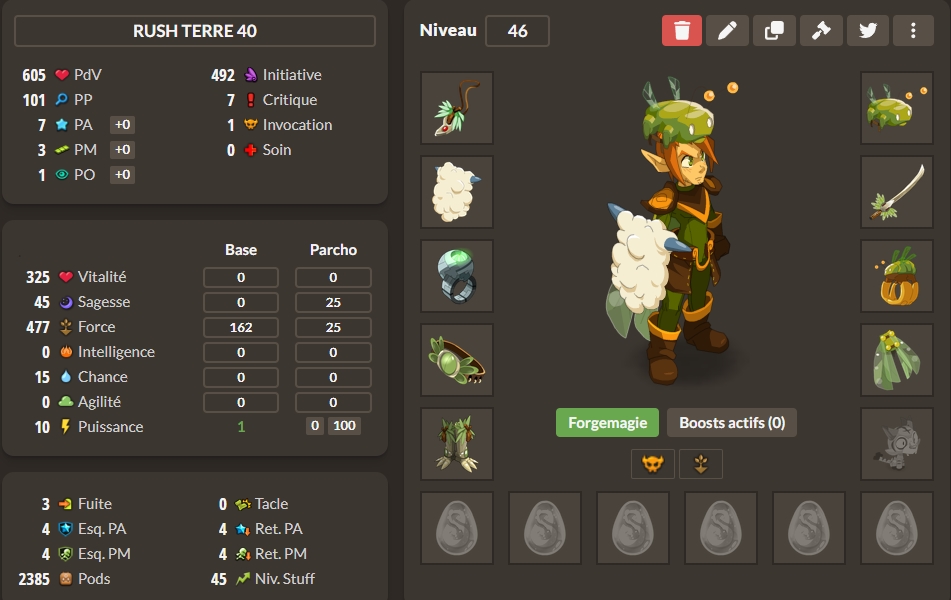 RUSH TERRE 40
605 PdV
492 Initiative
101 PP
7 Critique
7 PA +0
1 Invocation
3 PM +0
0 Soin
1 PO +0
Base Parcho
325 Vitalité 0 0
45 Sagesse 0 25
477 Force 162 25
0 Intelligence 0 0
15 Chance 0 0
0 Agilité 0 0
10 Puissance 1 0 100
3 Fuite
0 Tacle
4 Esq. PA
4 Ret. PA
4 Esq. PM
4 Ret. PM
2385 Pods
45 Niv. Stuff
Niveau 46
Forgemagie
Boosts actifs (0)